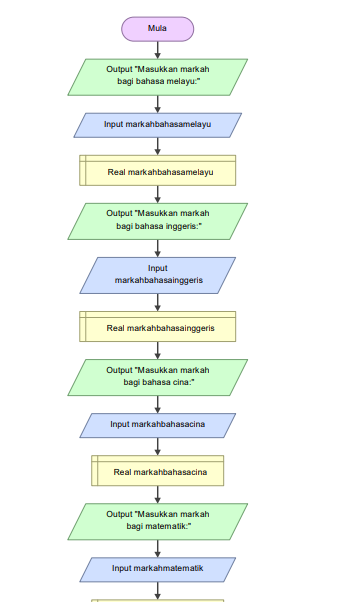 Mula
Output "Masukkan markah
bagi bahasa melayu:"
Input markahbahasamelayu
Real markahbahasamelayu
Output "Masukkan markah
bagi bahasa inggeris:"
Input
markahbahasainggeris
Real markahbahasainggeris
Output "Masukkan markah
bagi bahasa cina:"
Input markahbahasacina
Real markahbahasacina
Output "Masukkan markah
bagi matematik:"
Input markahmatematik